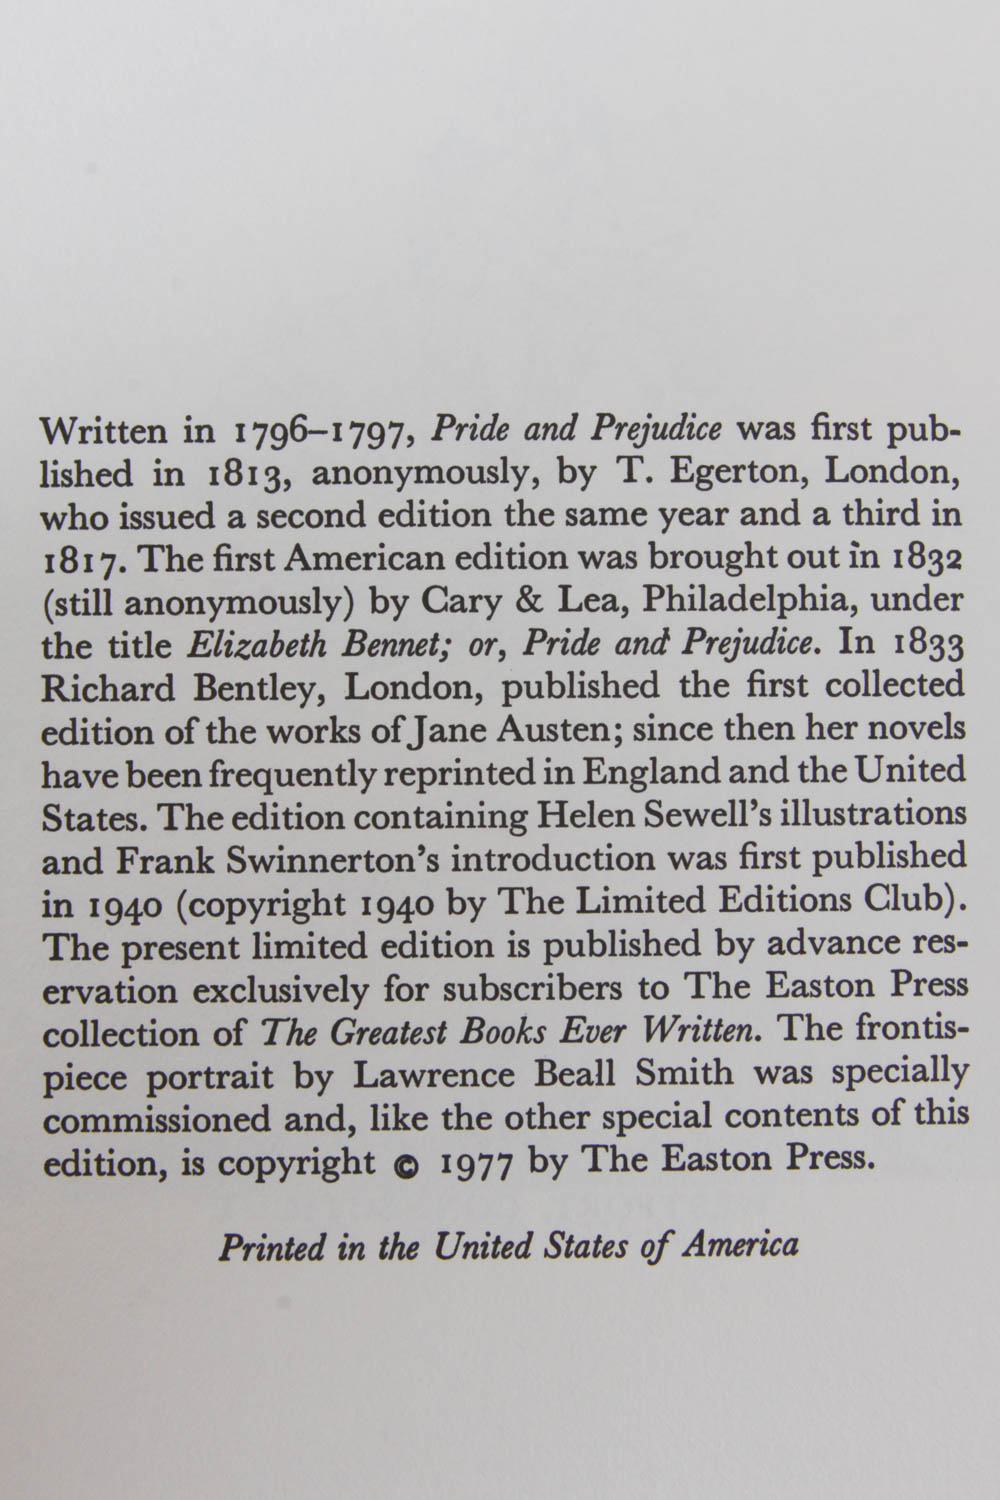 Written in 1796–1797, Pride and Prejudice was first pub-
lished in 1813, anonymously, by T. Egerton, London,
who issued a second edition the same year and a third in
1817. The first American edition was brought out in 1832
(still anonymously) by Cary & Lea, Philadelphia, under
the title Elizabeth Bennet; or, Pride and Prejudice. In 1833
Richard Bentley, London, published the first collected
edition of the works of Jane Austen; since then her novels
have been frequently reprinted in England and the United
States. The edition containing Helen Sewell's illustrations
and Frank Swinnerton's introduction was first published
in 1940 (copyright 1940 by The Limited Editions Club).
The present limited edition is published by advance res-
ervation exclusively for subscribers to The Easton Press
collection of The Greatest Books Ever Written. The frontis-
piece portrait by Lawrence Beall Smith was specially
commissioned and, like the other special contents of this
edition, is copyright © 1977 by The Easton Press.
Printed in the United States of America